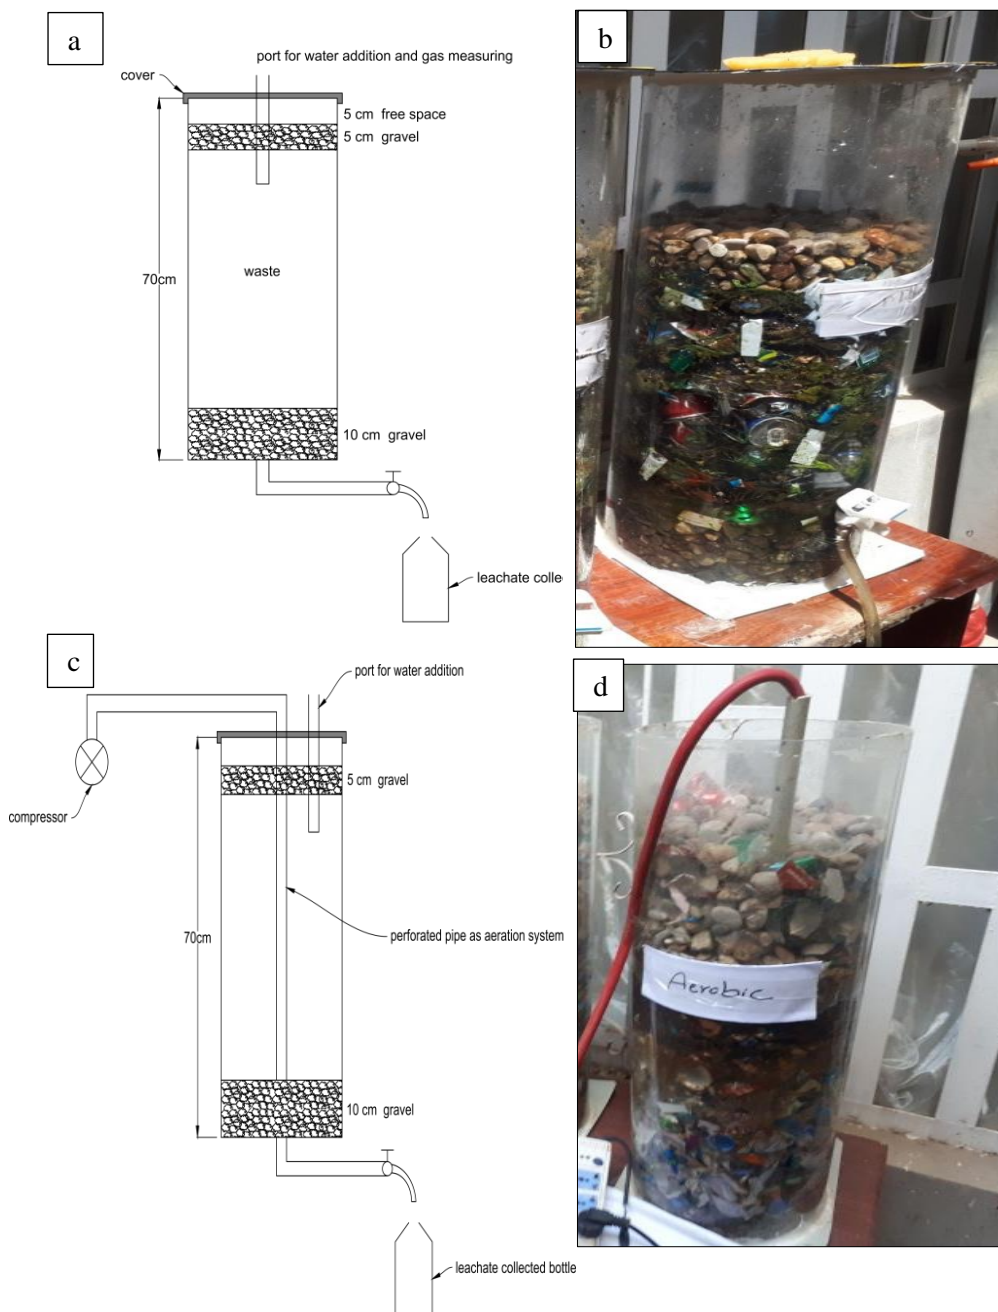 a
port for water addition and gas measuring
cover
5 cm free space
5 cm gravel
70cm
waste
10 cm gravel
leachate colle
b
c
port for water addition
5 cm gravel
compressor
70cm
perforated pipe as aeration system
10 cm gravel
leachate collected bottle
d
Aerobic